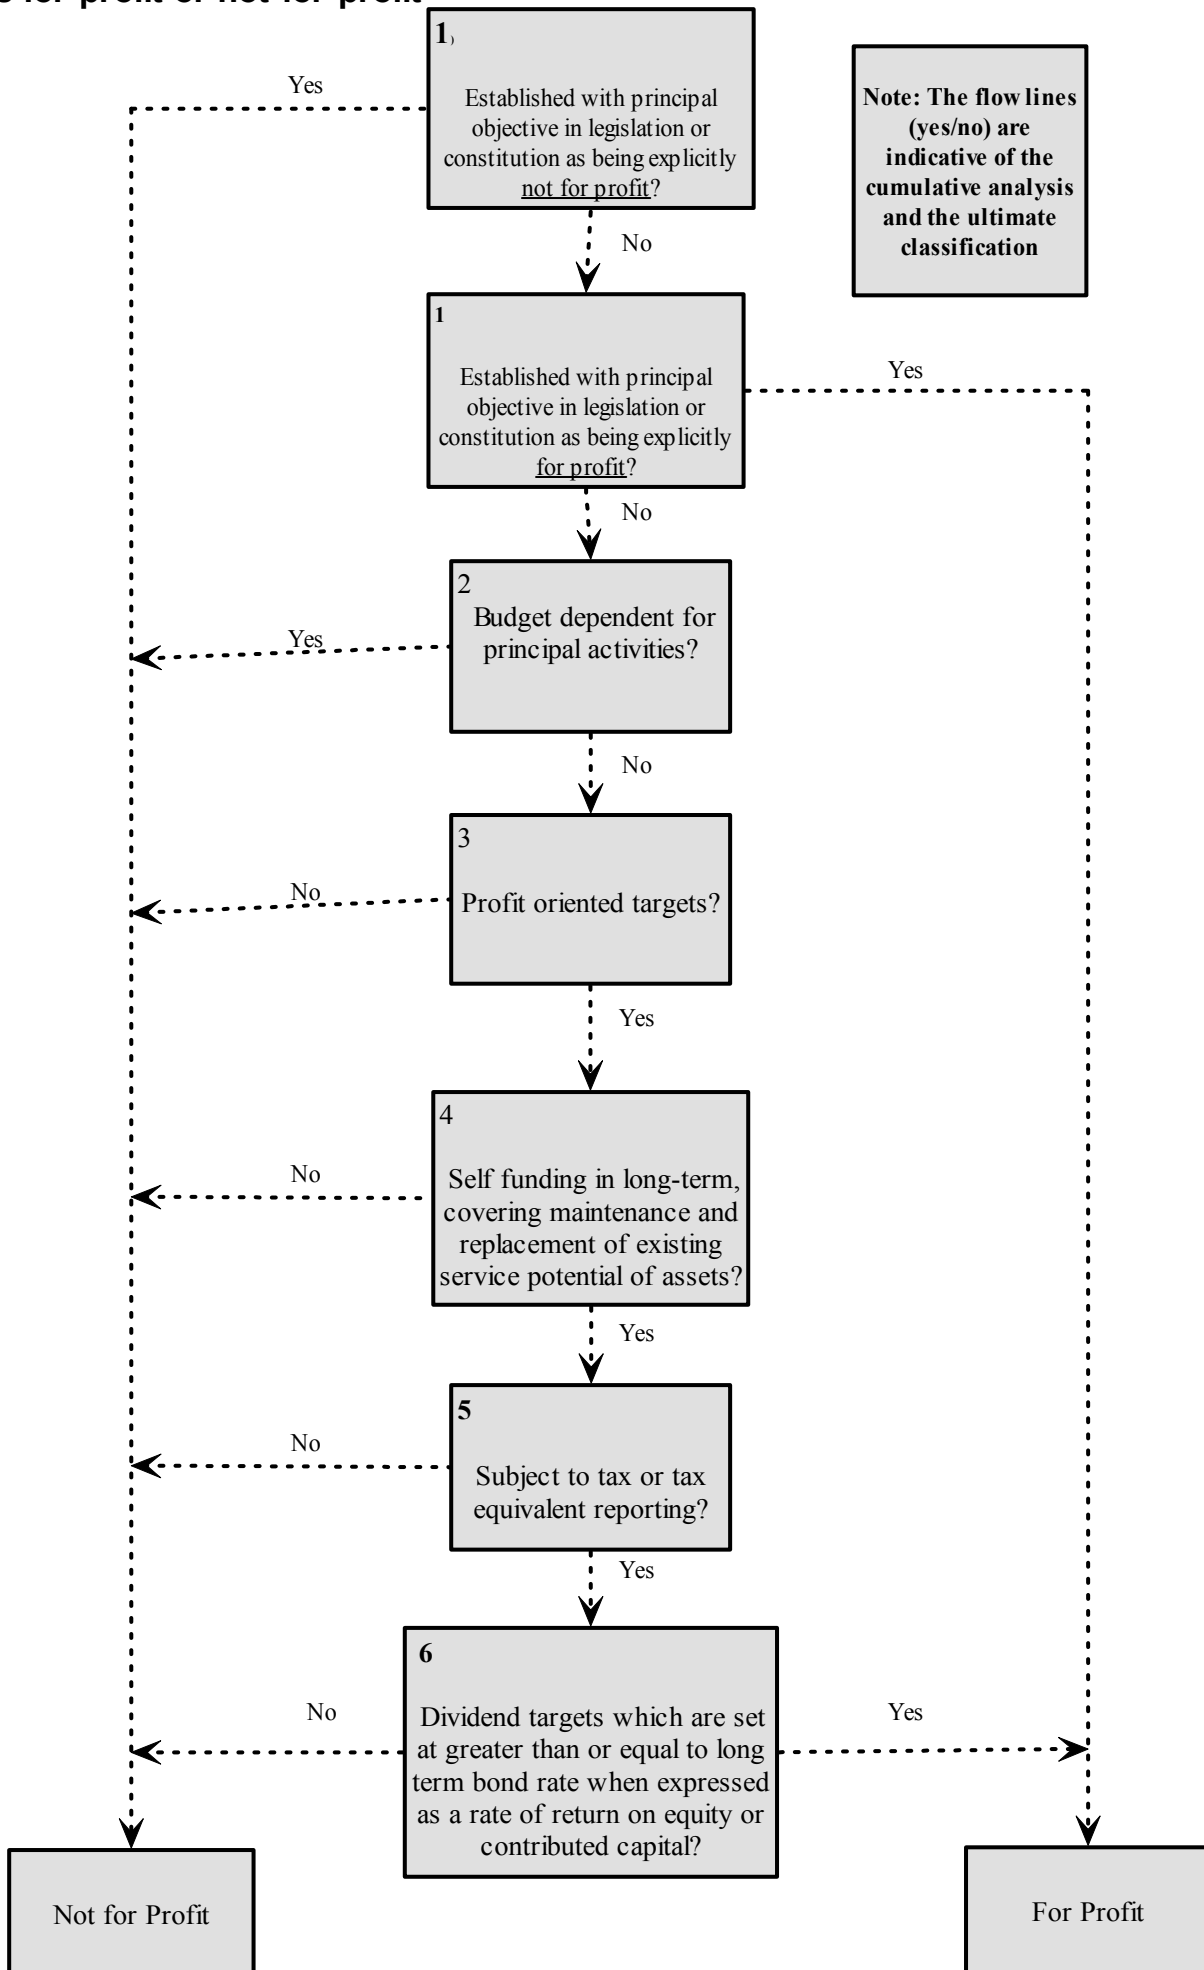 for profit or not for profit
1)
Established with principal
objective in legislation or
constitution as being explicitly
not for profit?
Yes
No
Note: The flow lines
(yes/no) are
indicative of the
cumulative analysis
and the ultimate
classification
1
Established with principal
objective in legislation or
constitution as being explicitly
for profit?
Yes
No
2
Budget dependent for
principal activities?
Yes
No
3
Profit oriented targets?
No
Yes
4
Self funding in long-term,
covering maintenance and
replacement of existing
service potential of assets?
No
Yes
5
Subject to tax or tax
equivalent reporting?
No
Yes
6
Dividend targets which are set
at greater than or equal to long
term bond rate when expressed
as a rate of return on equity or
contributed capital?
No
Yes
Not for Profit
For Profit